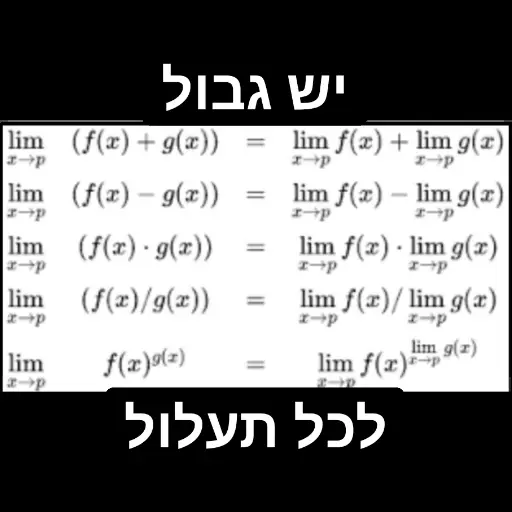 יש גבול
lim x→p (f(x) + g(x)) = lim x→p f(x) + lim x→p g(x)
lim x→p (f(x) − g(x)) = lim x→p f(x) − lim x→p g(x)
lim x→p (f(x) · g(x)) = lim x→p f(x) · lim x→p g(x)
lim x→p (f(x)/g(x)) = lim x→p f(x)/ lim x→p g(x)
lim x→p f(x)^g(x) = lim x→p f(x)^lim x→p g(x)
לכל תעלול